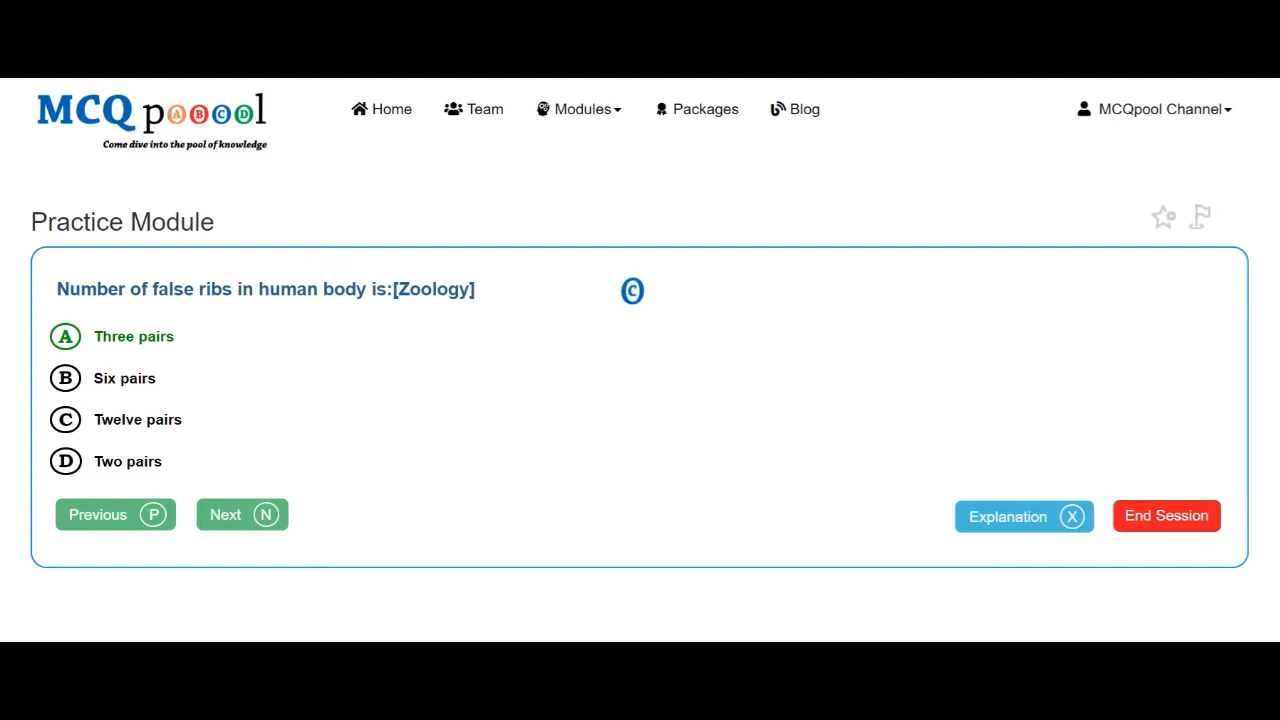 MCQ pooool
Come dive into the pool of knowledge
Home Team Modules Packages Blog MCQpool Channel
Practice Module
Number of false ribs in human body is:[Zoology] C
A Three pairs
B Six pairs
C Twelve pairs
D Two pairs
Previous P Next N Explanation X End Session